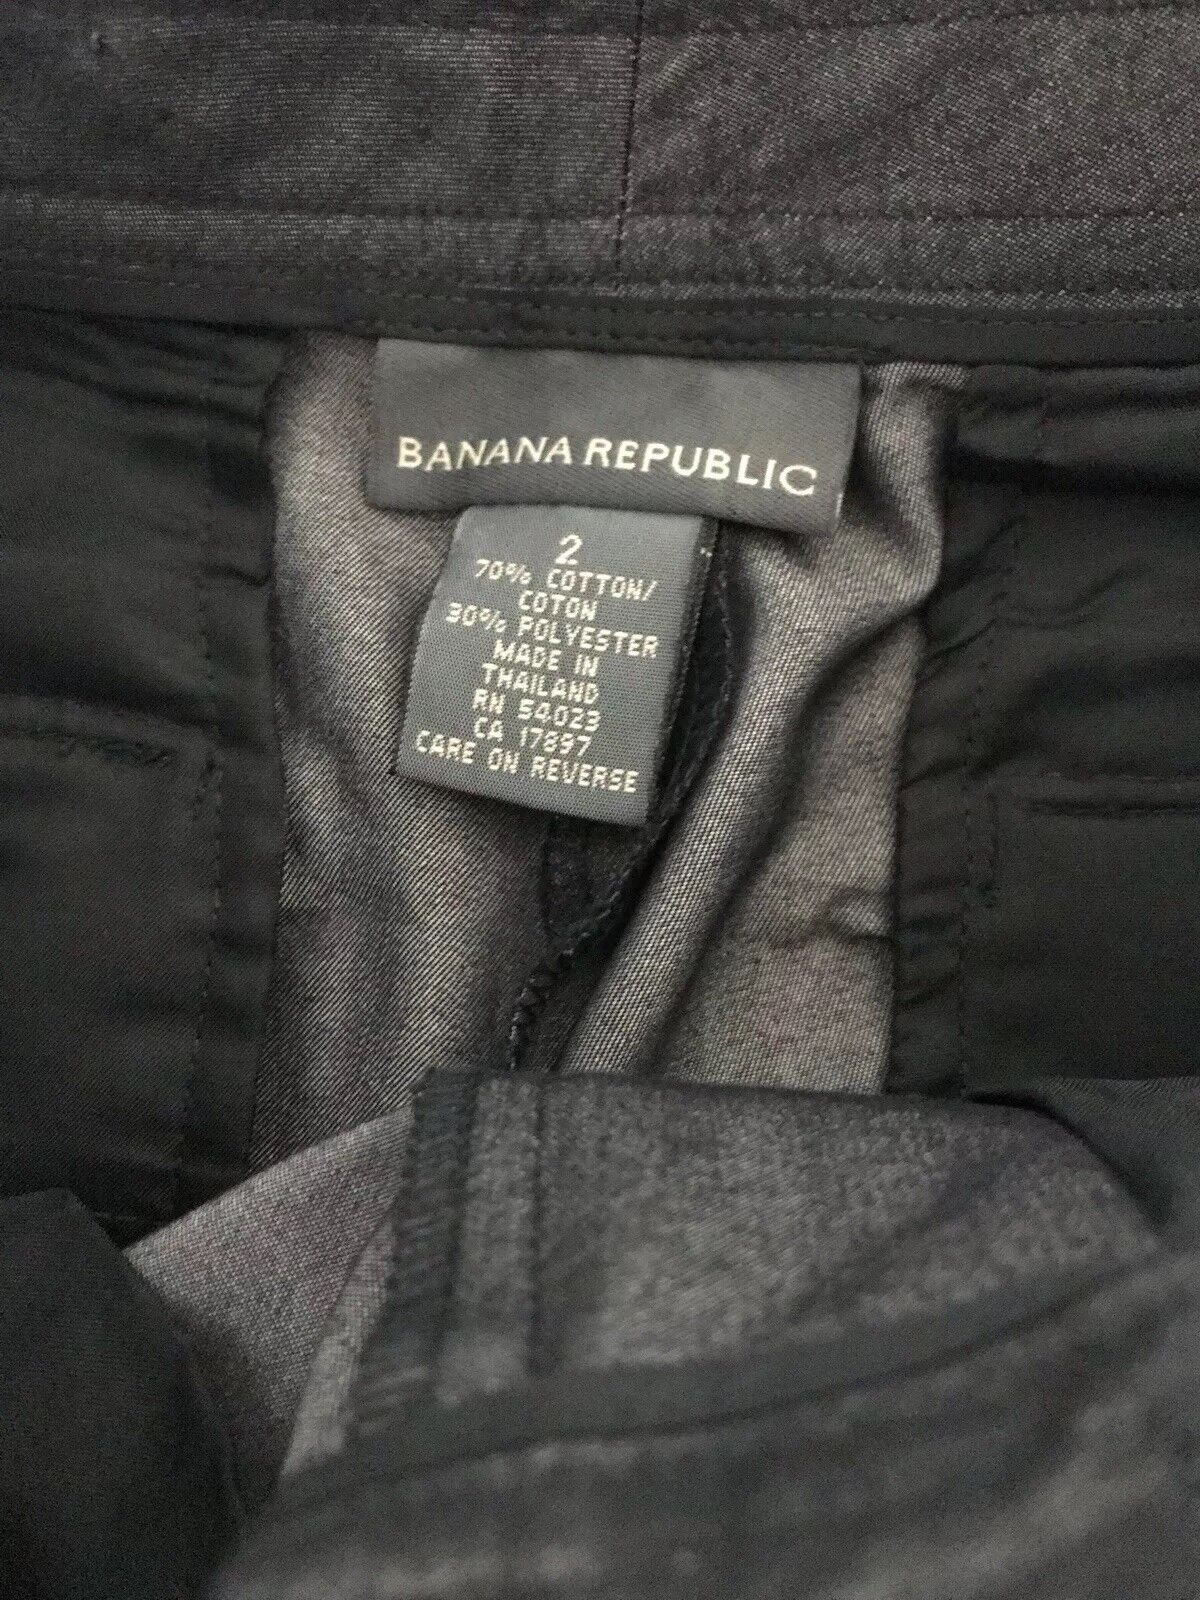 BANANA REPUBLIC
2
70% COTTON/
COTON
30% POLYESTER
MADE IN
THAILAND
RN 54023
CA 17897
CARE ON REVERSE